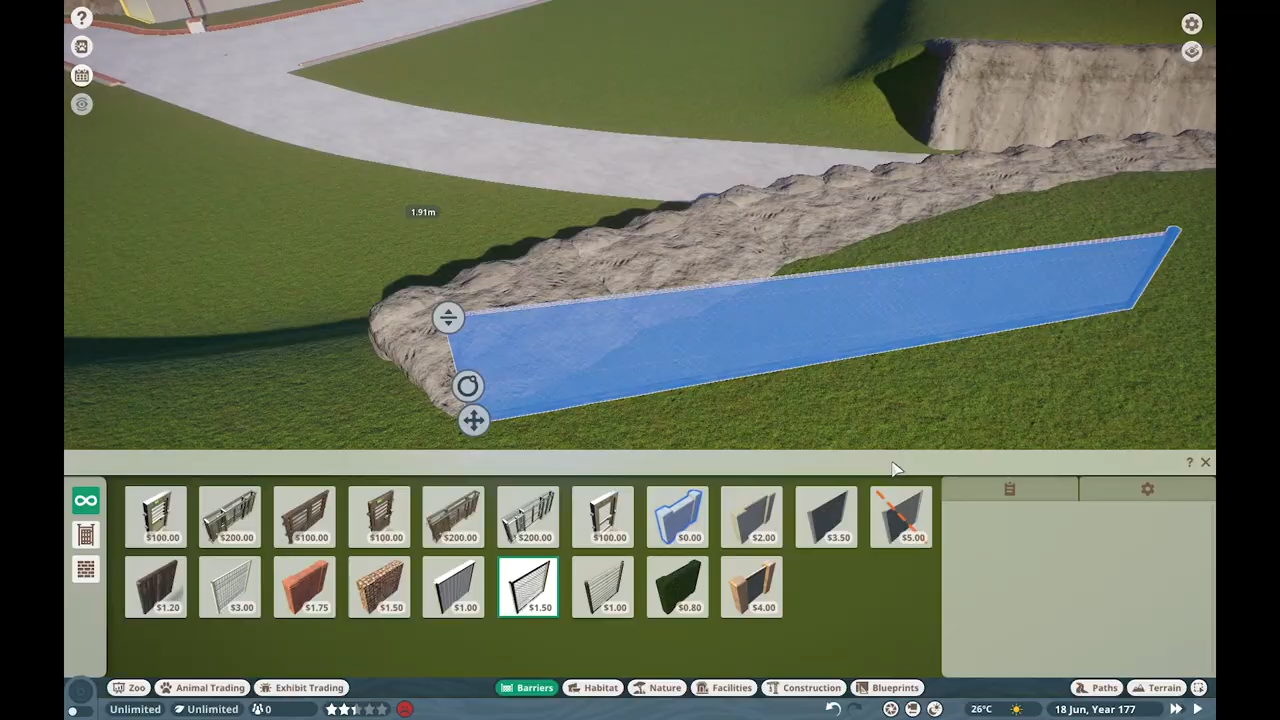 ?
1.91m
?
$100.00 $200.00 $100.00 $100.00 $200.00 $200.00 $100.00 $0.00 $2.00 $3.50 $5.00
$1.20 $3.00 $1.75 $1.50 $1.00 $1.50 $1.00 $0.80 $4.00
Zoo Animal Trading Exhibit Trading Barriers Habitat Nature Facilities Construction Blueprints Paths Terrain
Unlimited Unlimited 0 26°C 18 Jun, Year 177